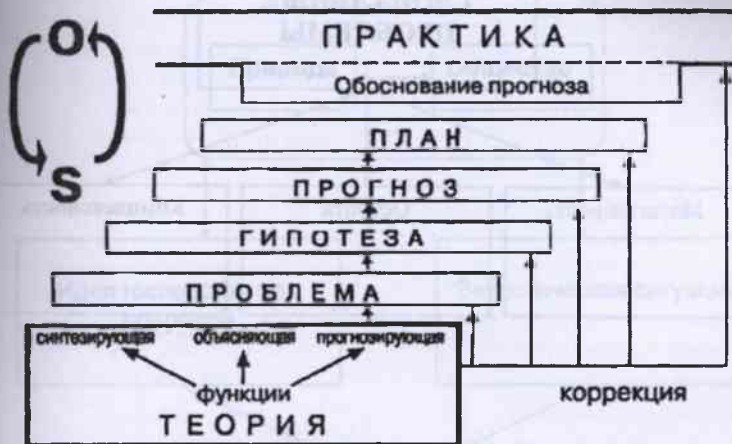 ПРАКТИКА
O
Обоснование прогноза
ПЛАН
S
ПРОГНОЗ
ГИПОТЕЗА
ПРОБЛЕМА
синтезирующая объясняющая прогнозирующая
функции
коррекция
ТЕОРИЯ